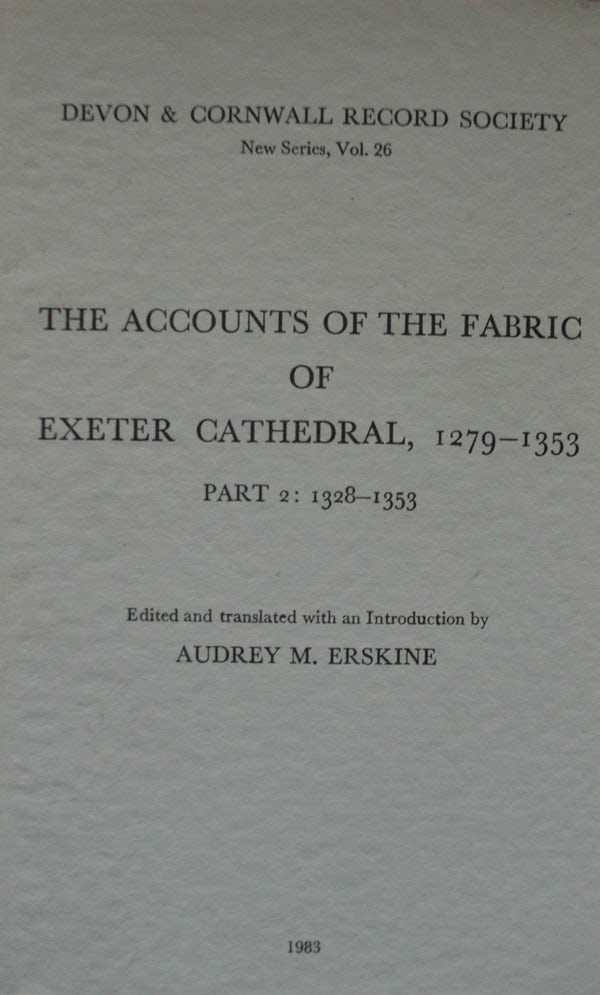 DEVON & CORNWALL RECORD SOCIETY
New Series, Vol. 26
THE ACCOUNTS OF THE FABRIC
OF
EXETER CATHEDRAL, 1279–1353
PART 2: 1328–1353
Edited and translated with an Introduction by
AUDREY M. ERSKINE
1983